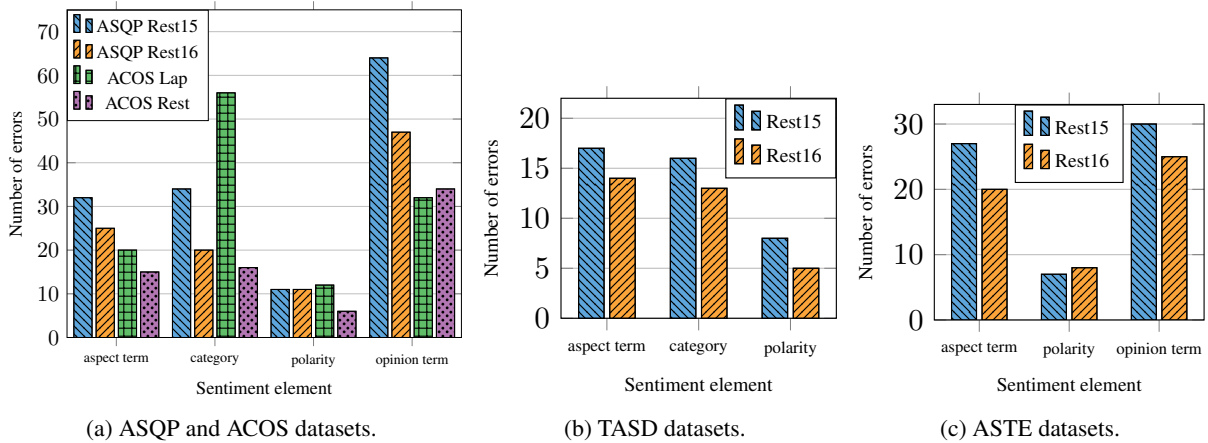 Number of errors
70
60
50
40
30
20
10
0
ASQP Rest15
ASQP Rest16
ACOS Lap
ACOS Rest
aspect term
category
polarity
opinion term
Sentiment element
(a) ASQP and ACOS datasets.
Number of errors
20
15
10
5
0
Rest15
Rest16
aspect term
category
polarity
Sentiment element
(b) TASD datasets.
Number of errors
30
20
10
0
Rest15
Rest16
aspect term
polarity
opinion term
Sentiment element
(c) ASTE datasets.